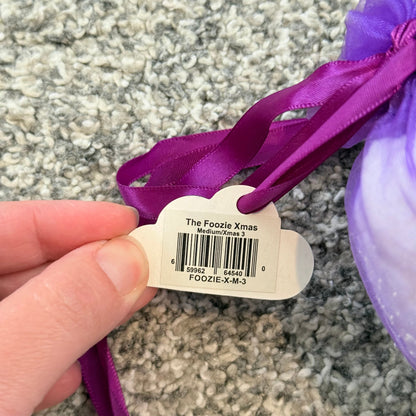 The Foozie Xmas
Medium/Xmas 3
6 59962 64540 0
FOOZIE-X-M-3